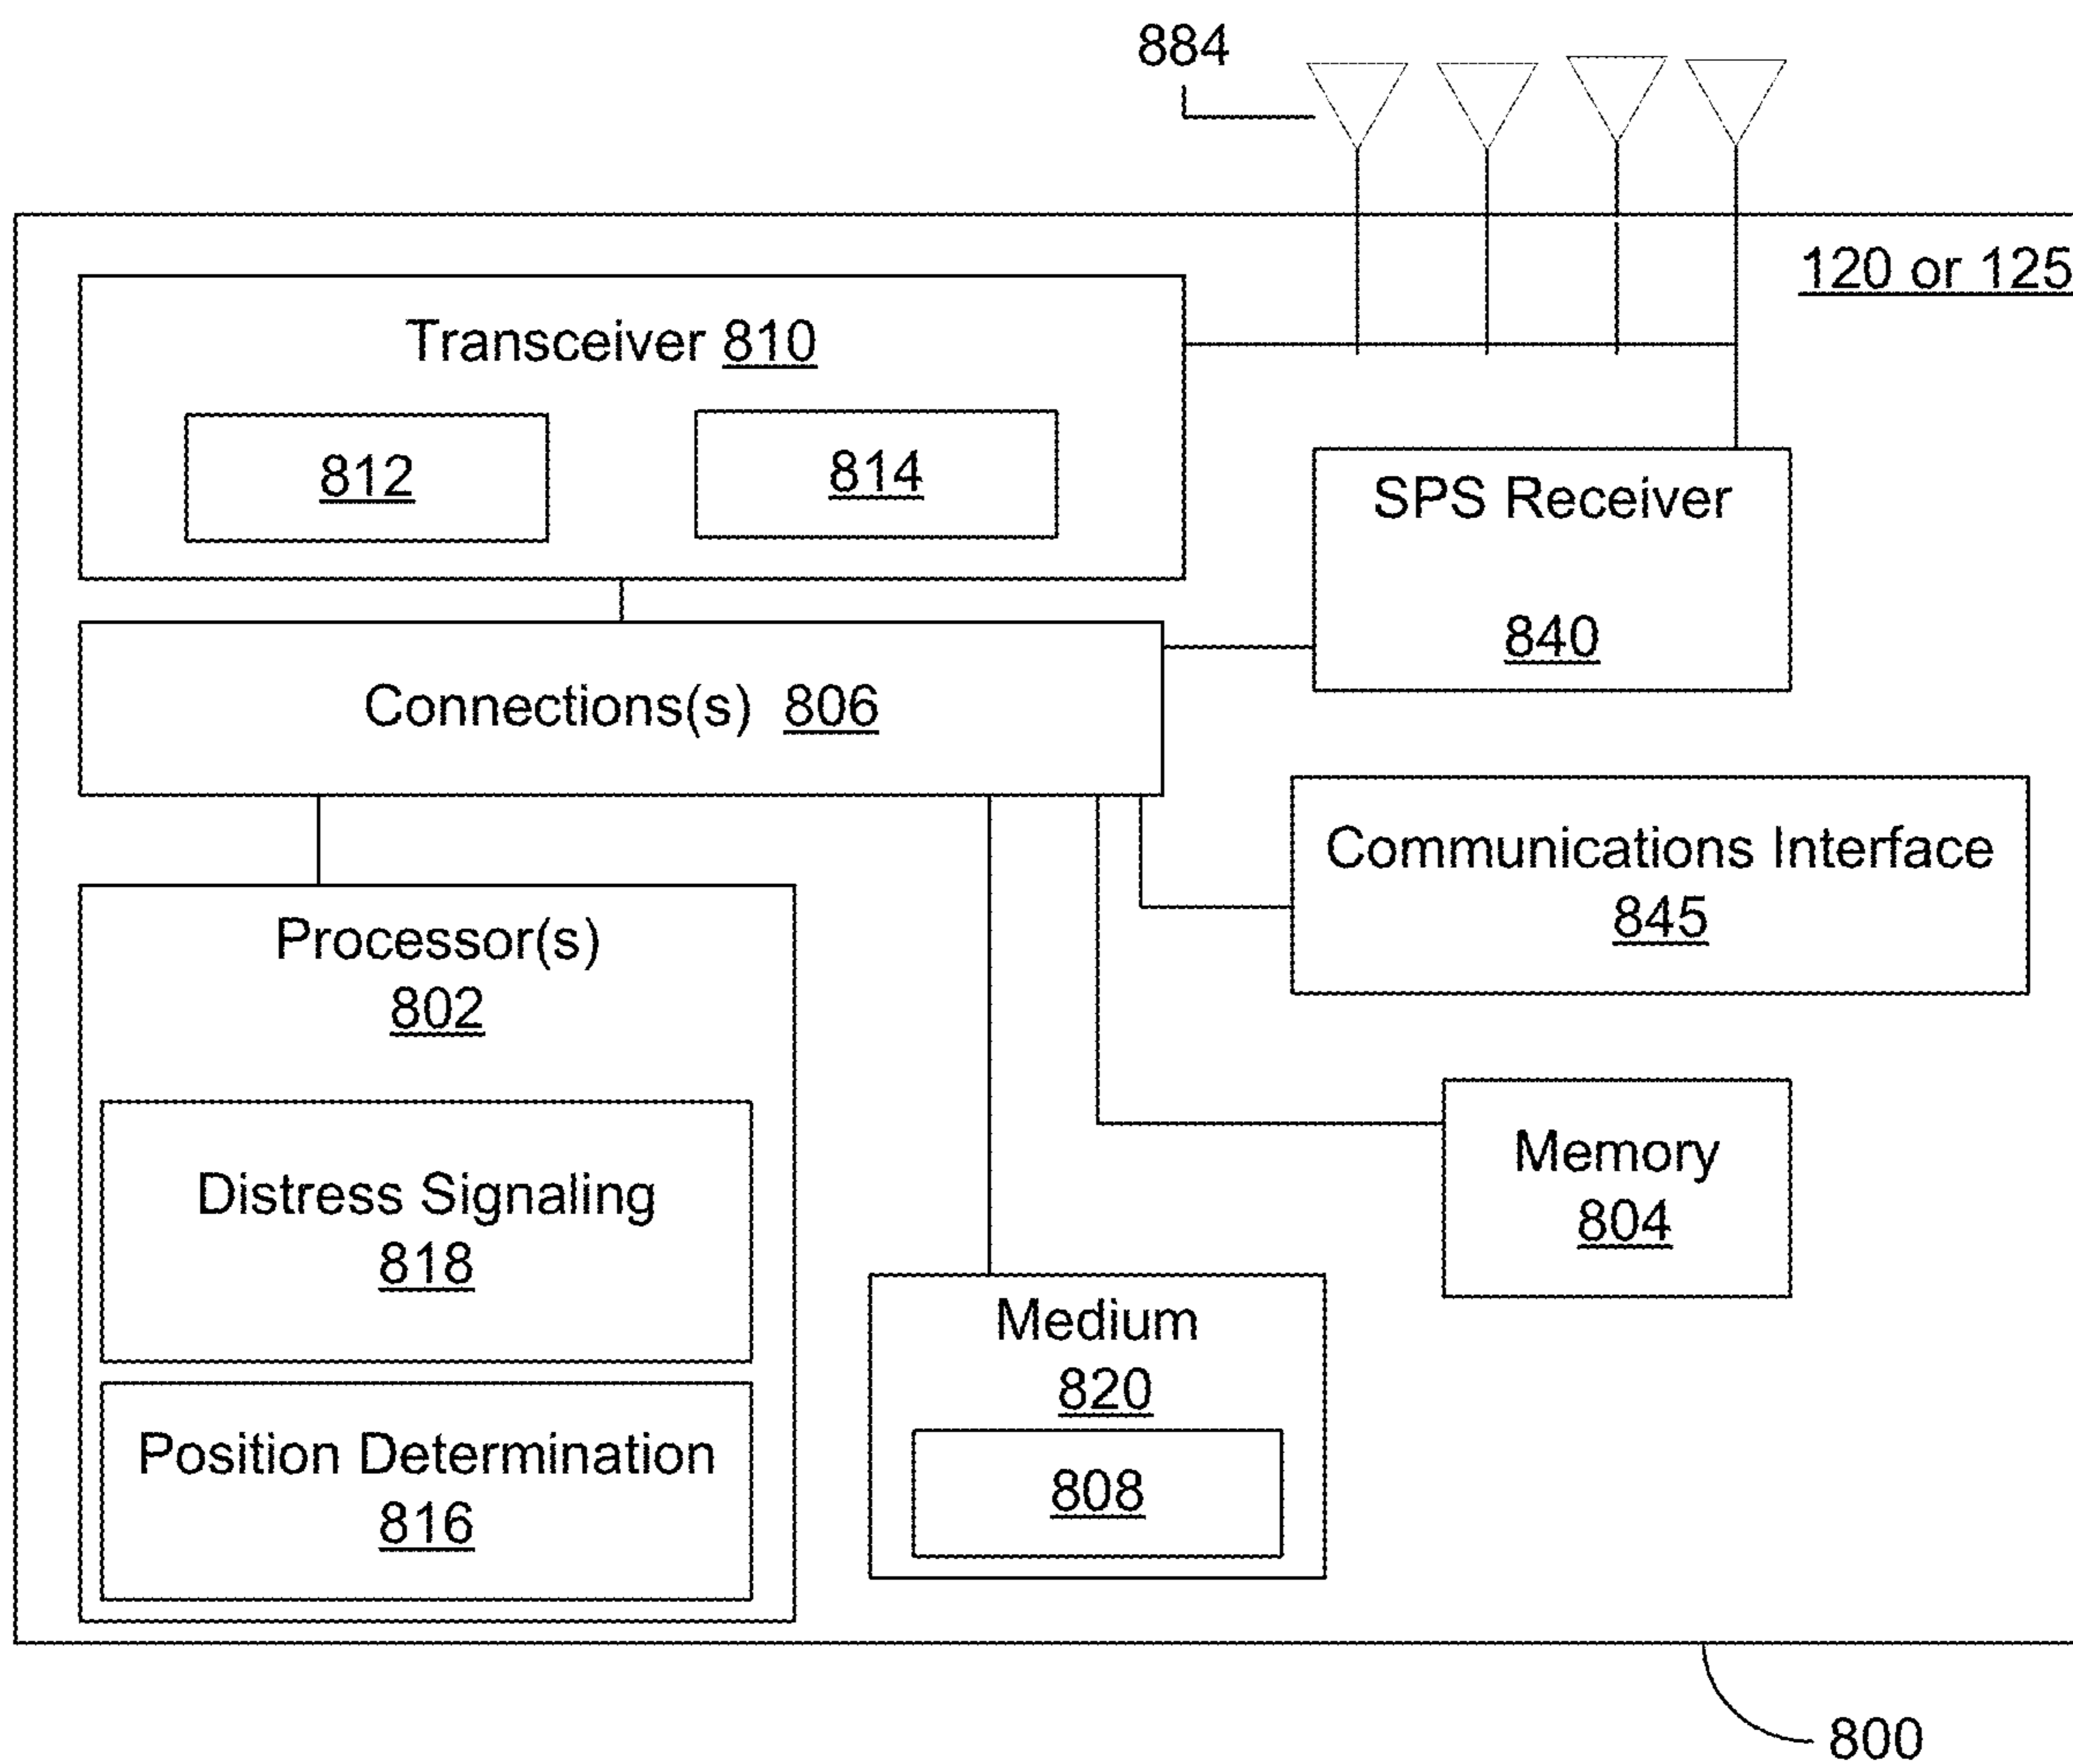 884
120 or 125
Transceiver 810
812
814
SPS Receiver
840
Connections(s) 806
Communications Interface
845
Processor(s)
802
Memory
804
Distress Signaling
818
Medium
820
808
Position Determination
816
800